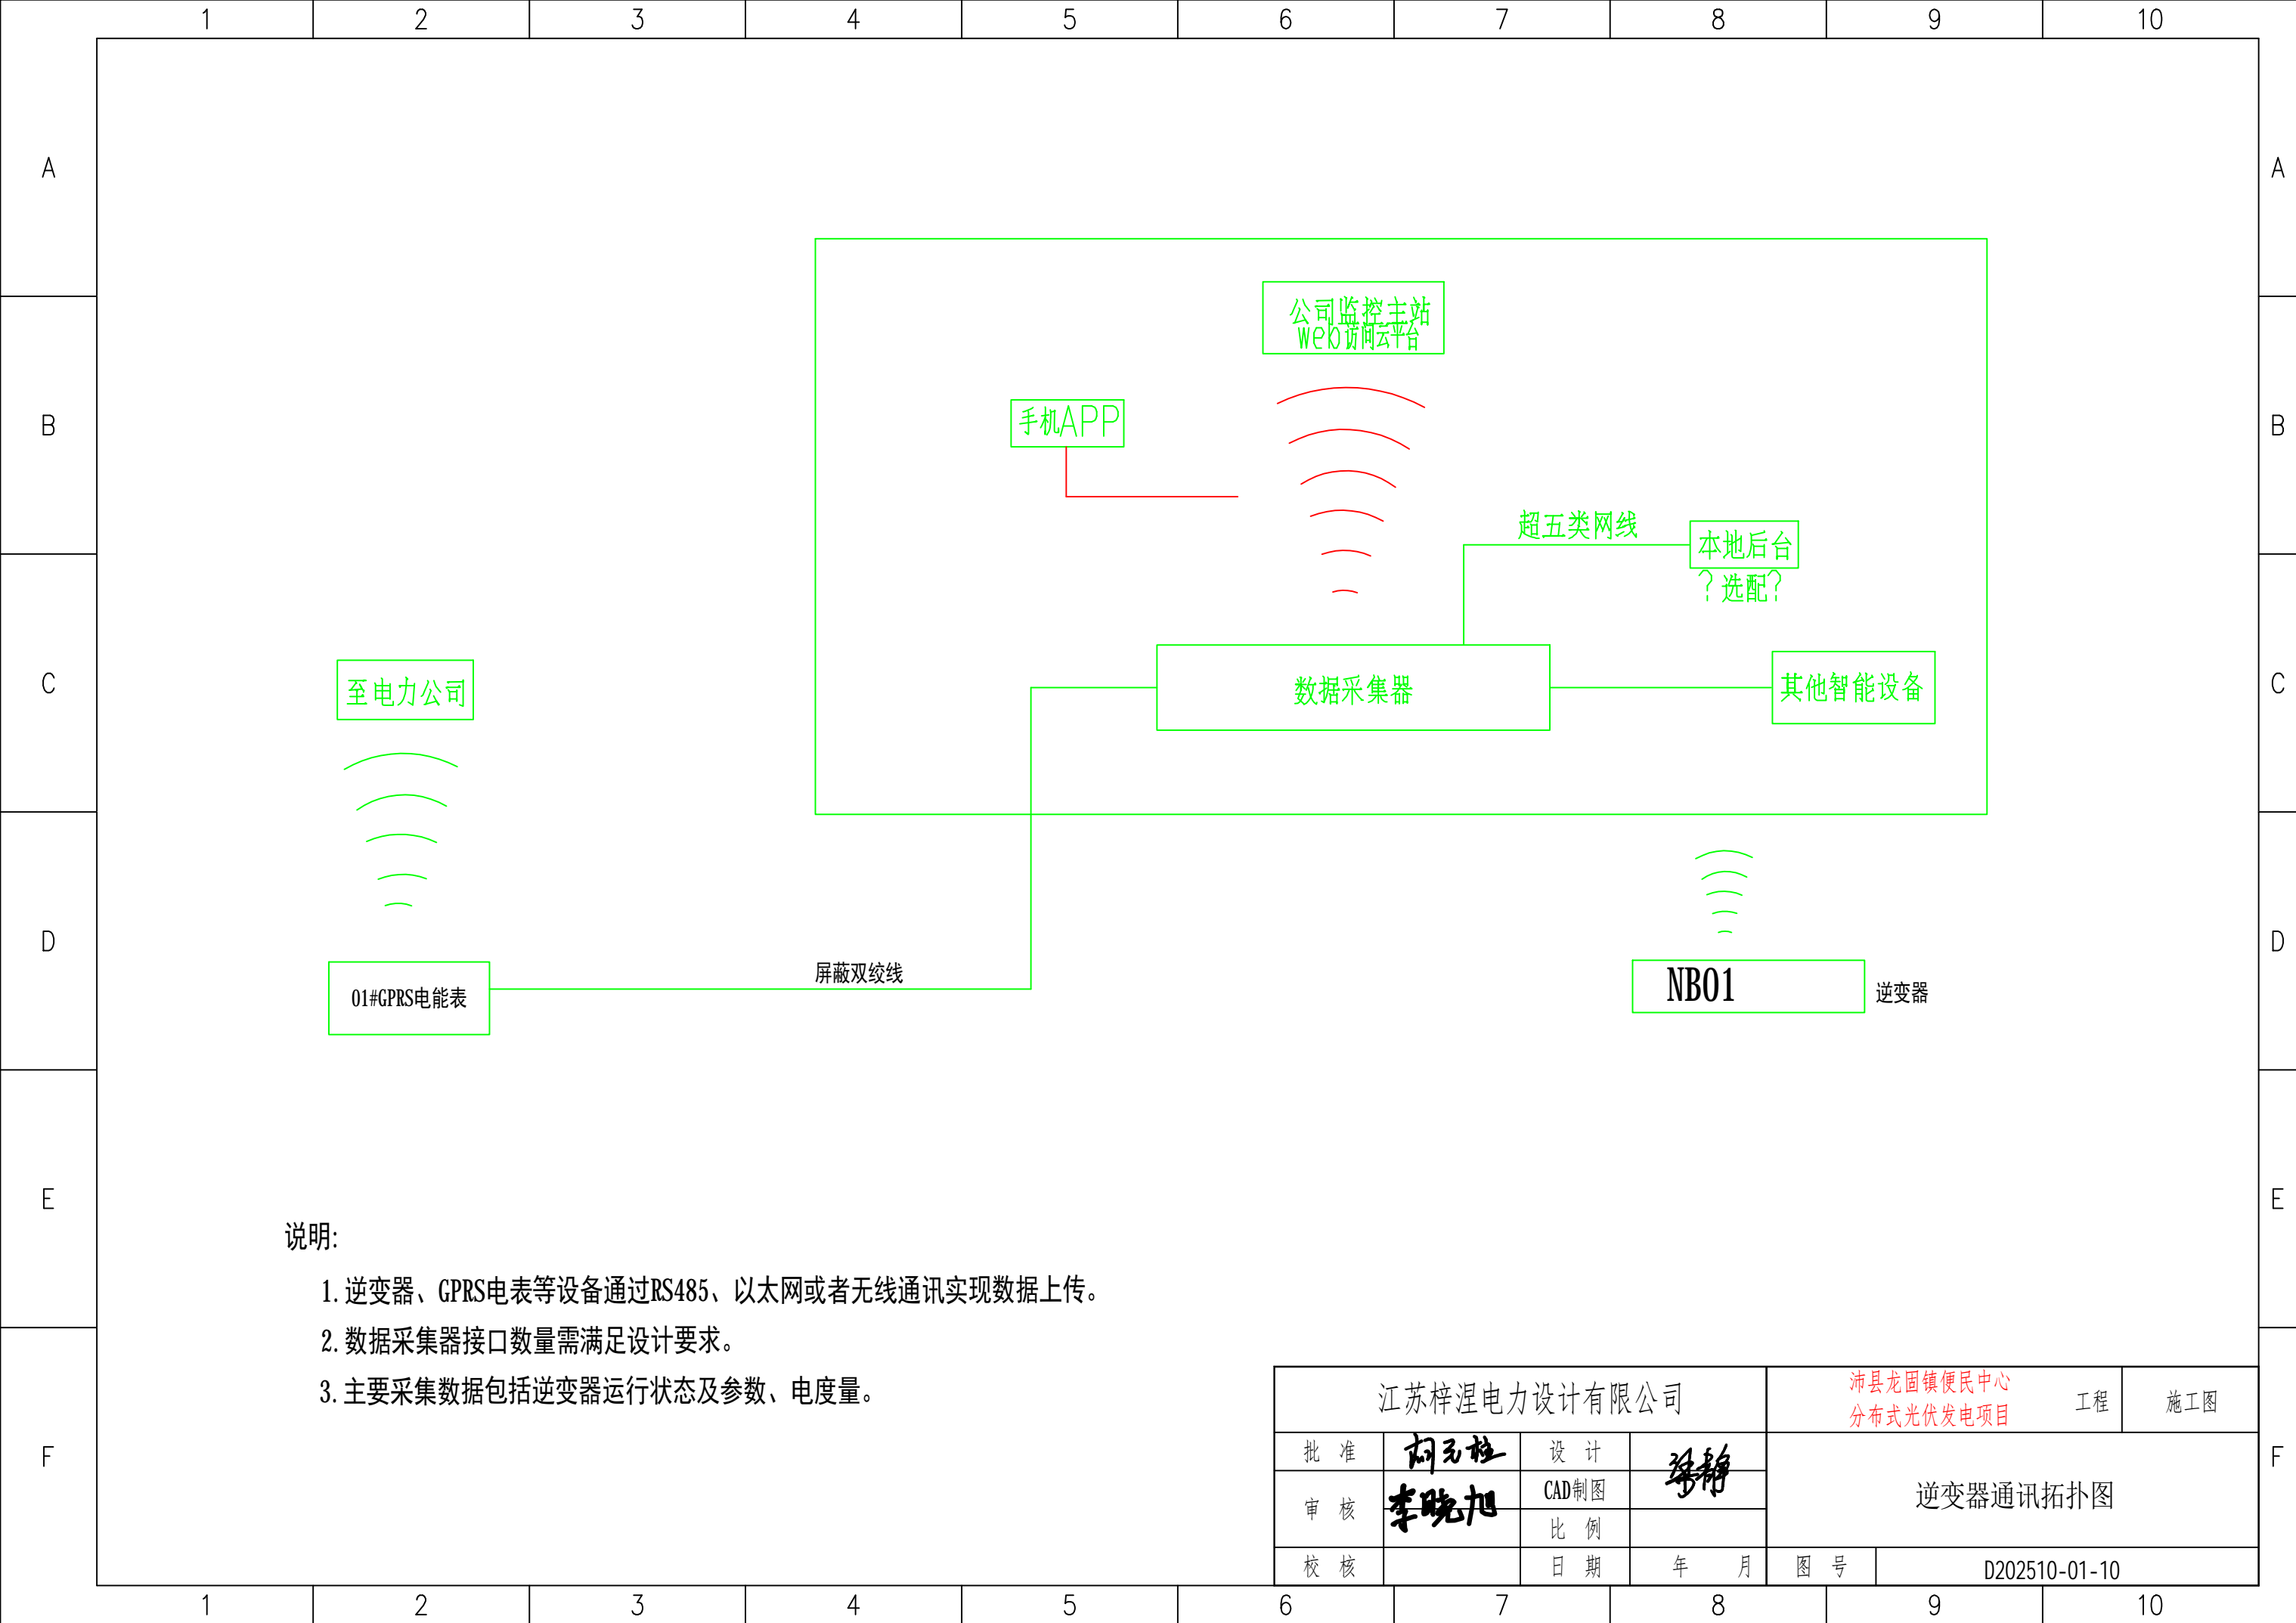 1 2 3 4 5 6 7 8 9 10
A A
公司监控主站
Web访问云平台
手机APP
B B
超五类网线
本地后台
?选配?
至电力公司
数据采集器
其他智能设备
C C
D D
屏蔽双绞线
01#GPRS电能表
NB01
逆变器
E E
说明:
1. 逆变器、GPRS电表等设备通过RS485、以太网或者无线通讯实现数据上传。
2. 数据采集器接口数量需满足设计要求。
3. 主要采集数据包括逆变器运行状态及参数、电度量。
F F
江苏梓涅电力设计有限公司
沛县龙固镇便民中心
分布式光伏发电项目
工程 施工图
批 准 胡元柱 设 计 梁静
审 核 李晓旭 CAD制图
比 例
逆变器通讯拓扑图
校 核 日 期 年 月 图 号 D202510-01-10
1 2 3 4 5 6 7 8 9 10